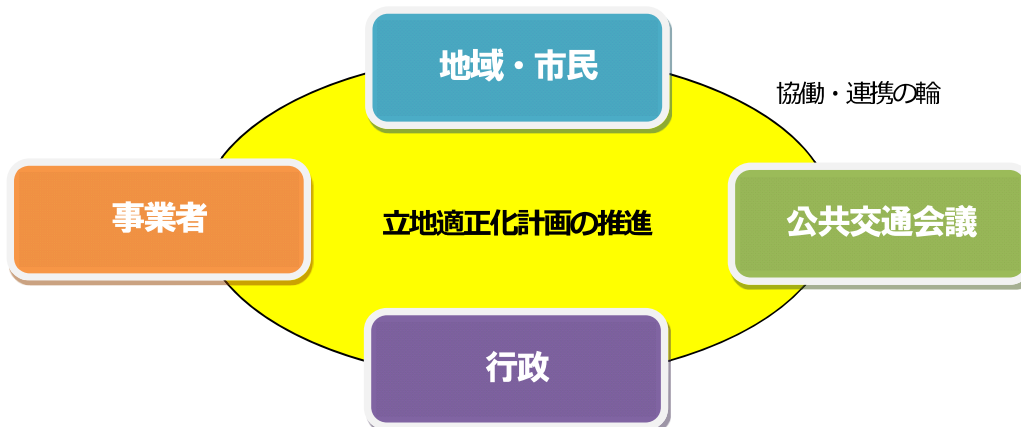 地域・市民
協働・連携の輪
事業者
立地適正化計画の推進
公共交通会議
行政